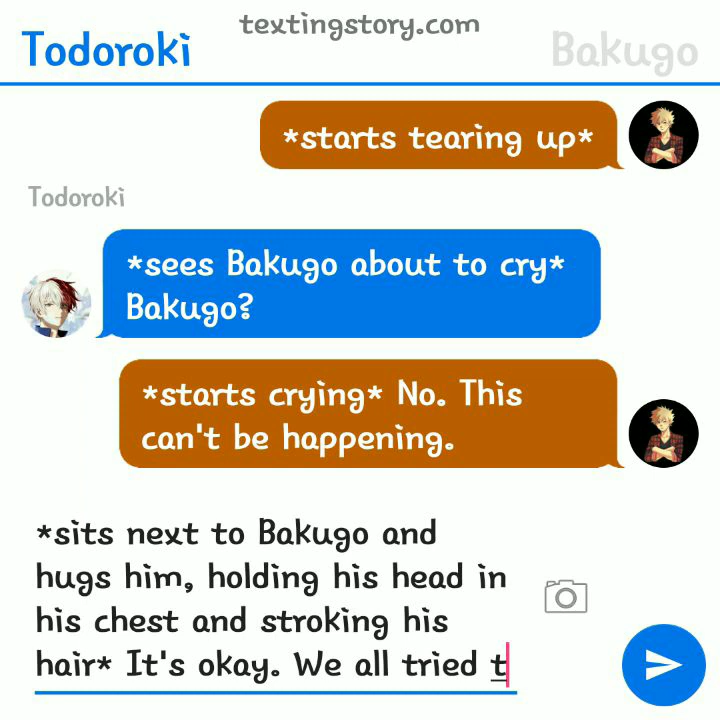 textingstory.com
Todoroki
Bakugo
*starts tearing up*
Todoroki
*sees Bakugo about to cry*
Bakugo?
*starts crying* No. This
can't be happening.
*sits next to Bakugo and
hugs him, holding his head in
his chest and stroking his
hair* It's okay. We all tried t